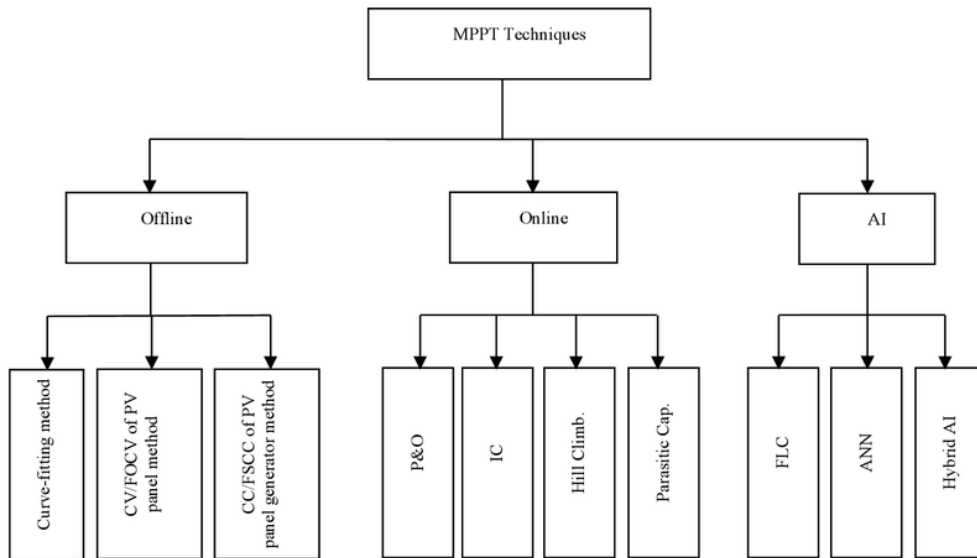 MPPT Techniques
Offline
Online
AI
Curve-fitting method
CV/FOCV of PV
panel method
CC/FSCC of PV
panel generator method
P&O
IC
Hill Climb.
Parasitic Cap.
FLC
ANN
Hybrid AI